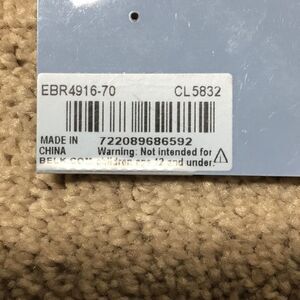 EBR4916-70 CL5832
MADE IN 722089686592
CHINA Warning: Not intended for
BELK.COM children age 12 and under.